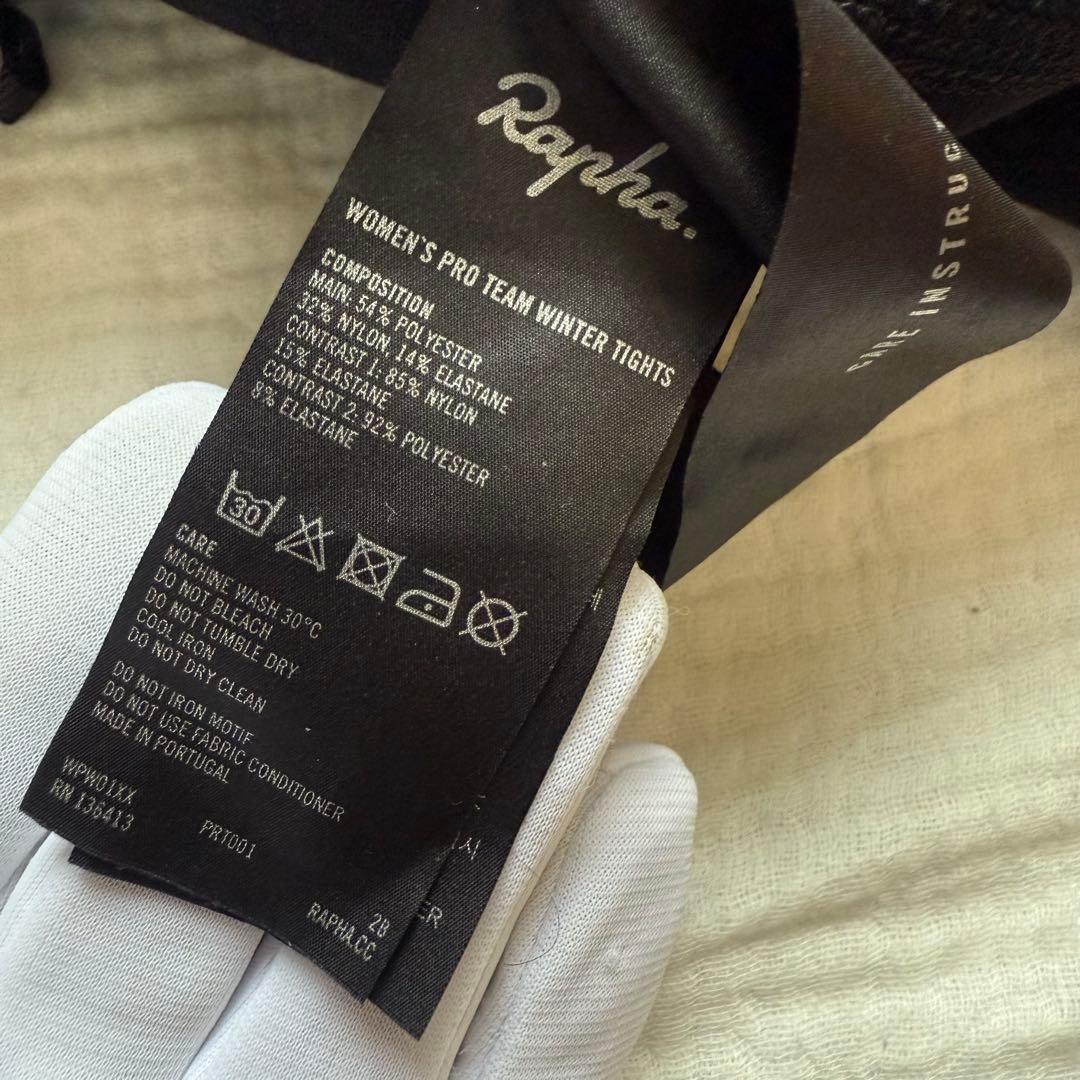 Rapha.
WOMEN'S PRO TEAM WINTER TIGHTS
COMPOSITION
MAIN: 54% POLYESTER
32% NYLON, 14% ELASTANE
CONTRAST 1: 85% NYLON
15% ELASTANE
CONTRAST 2: 92% POLYESTER
8% ELASTANE
30
CARE
MACHINE WASH 30°C
DO NOT BLEACH
DO NOT TUMBLE DRY
COOL IRON
DO NOT DRY CLEAN
DO NOT IRON MOTIF
DO NOT USE FABRIC CONDITIONER
MADE IN PORTUGAL
WPW01XX
RN 136413
PRT001
2B
RAPHA.CC
CARE INSTRUC
시
ER